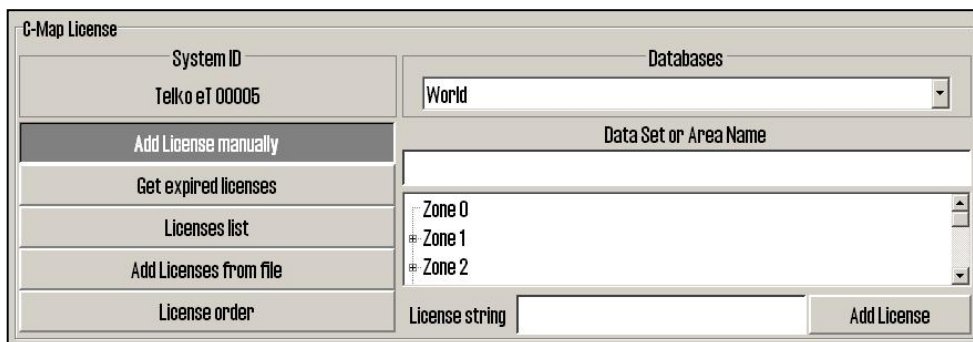 C-Map License
System ID
Telko eT 00005
Add License manually
Get expired licenses
Licenses list
Add Licenses from file
License order
Databases
World
Data Set or Area Name
Zone 0
Zone 1
Zone 2
License string
Add License